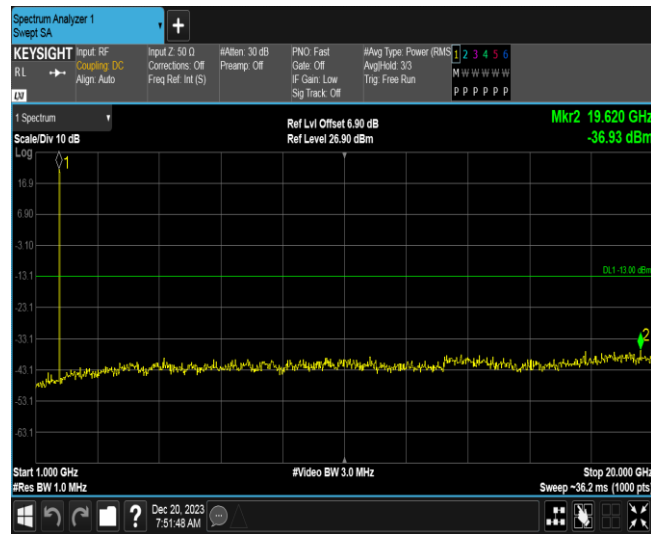 Spectrum Analyzer 1
Swept SA
+
KEYSIGHT
RL
LXI
Input: RF
Coupling: DC
Align: Auto
Input Z: 50 Ω
Corrections: Off
Freq Ref: Int (S)
#Atten: 30 dB
Preamp: Off
PNO: Fast
Gate: Off
IF Gain: Low
Sig Track: Off
#Avg Type: Power (RMS
Avg|Hold: 3/3
Trig: Free Run
1 2 3 4 5 6
M W W W W W
P P P P P P
1 Spectrum
Scale/Div 10 dB
Log
Ref Lvl Offset 6.90 dB
Ref Level 26.90 dBm
Mkr2 19.620 GHz
-36.93 dBm
1
16.9
6.90
-3.10
-13.1
DL1 -13.00 dBm
-23.1
-33.1
2
-43.1
-53.1
-63.1
Start 1.000 GHz
#Res BW 1.0 MHz
#Video BW 3.0 MHz
Stop 20.000 GHz
Sweep ~36.2 ms (1000 pts)
?
Dec 20, 2023
7:51:48 AM